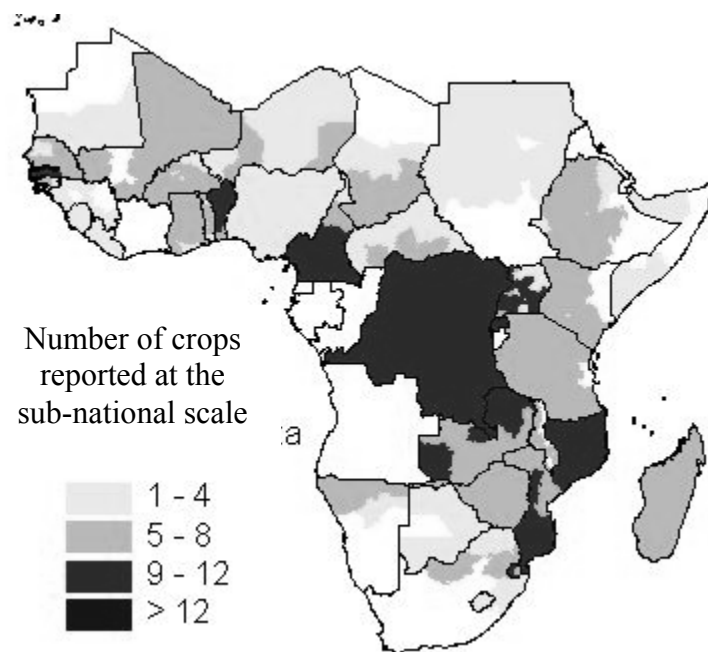 Number of crops
reported at the
sub-national scale
1 - 4
5 - 8
9 - 12
> 12